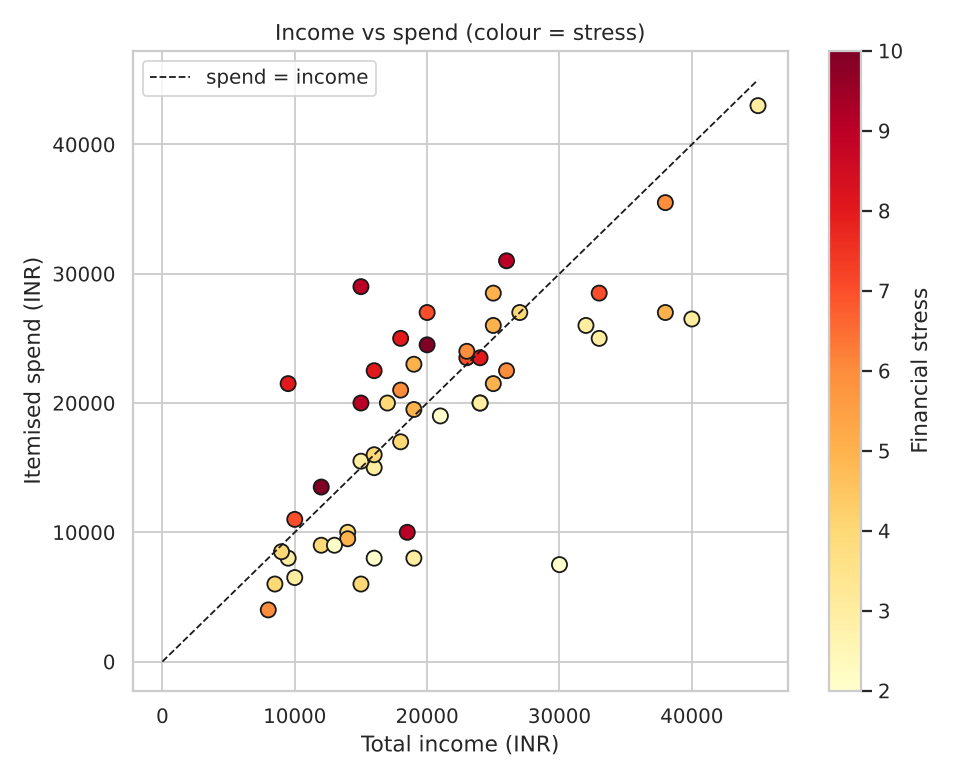 Income vs spend (colour = stress)
spend = income
40000
30000
20000
10000
0
Itemised spend (INR)
0 10000 20000 30000 40000
Total income (INR)
10
9
8
7
6
5
4
3
2
Financial stress